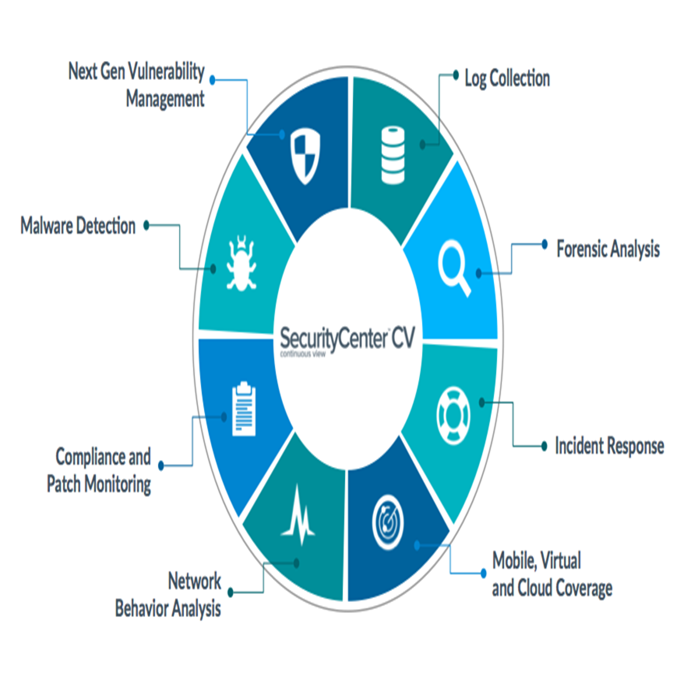 Next Gen Vulnerability
Management
Log Collection
Malware Detection
Forensic Analysis
SecurityCenter™ CV
continuous view
Compliance and
Patch Monitoring
Incident Response
Network
Behavior Analysis
Mobile, Virtual
and Cloud Coverage